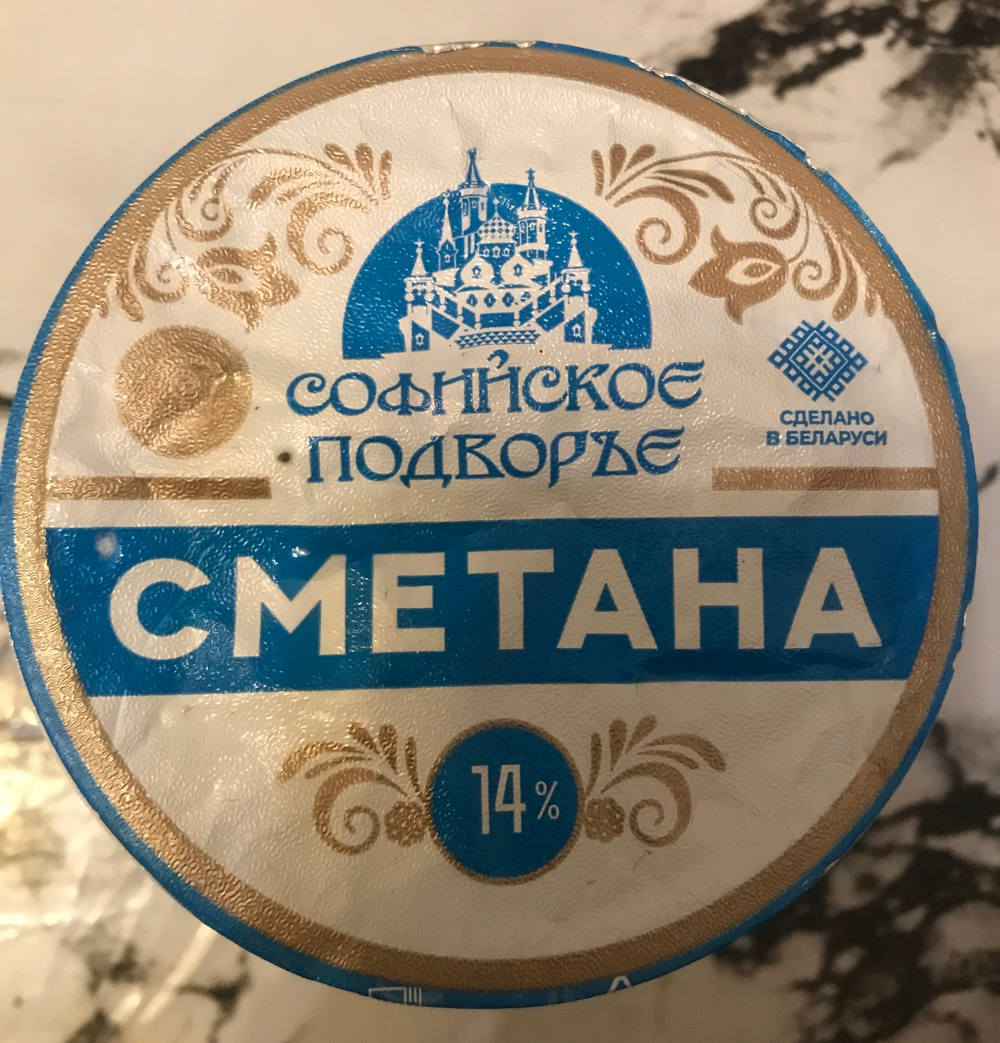 СОФИЙСКОЕ
ПОДВОРЬЕ
СДЕЛАНО
В БЕЛАРУСИ
СМЕТАНА
14%